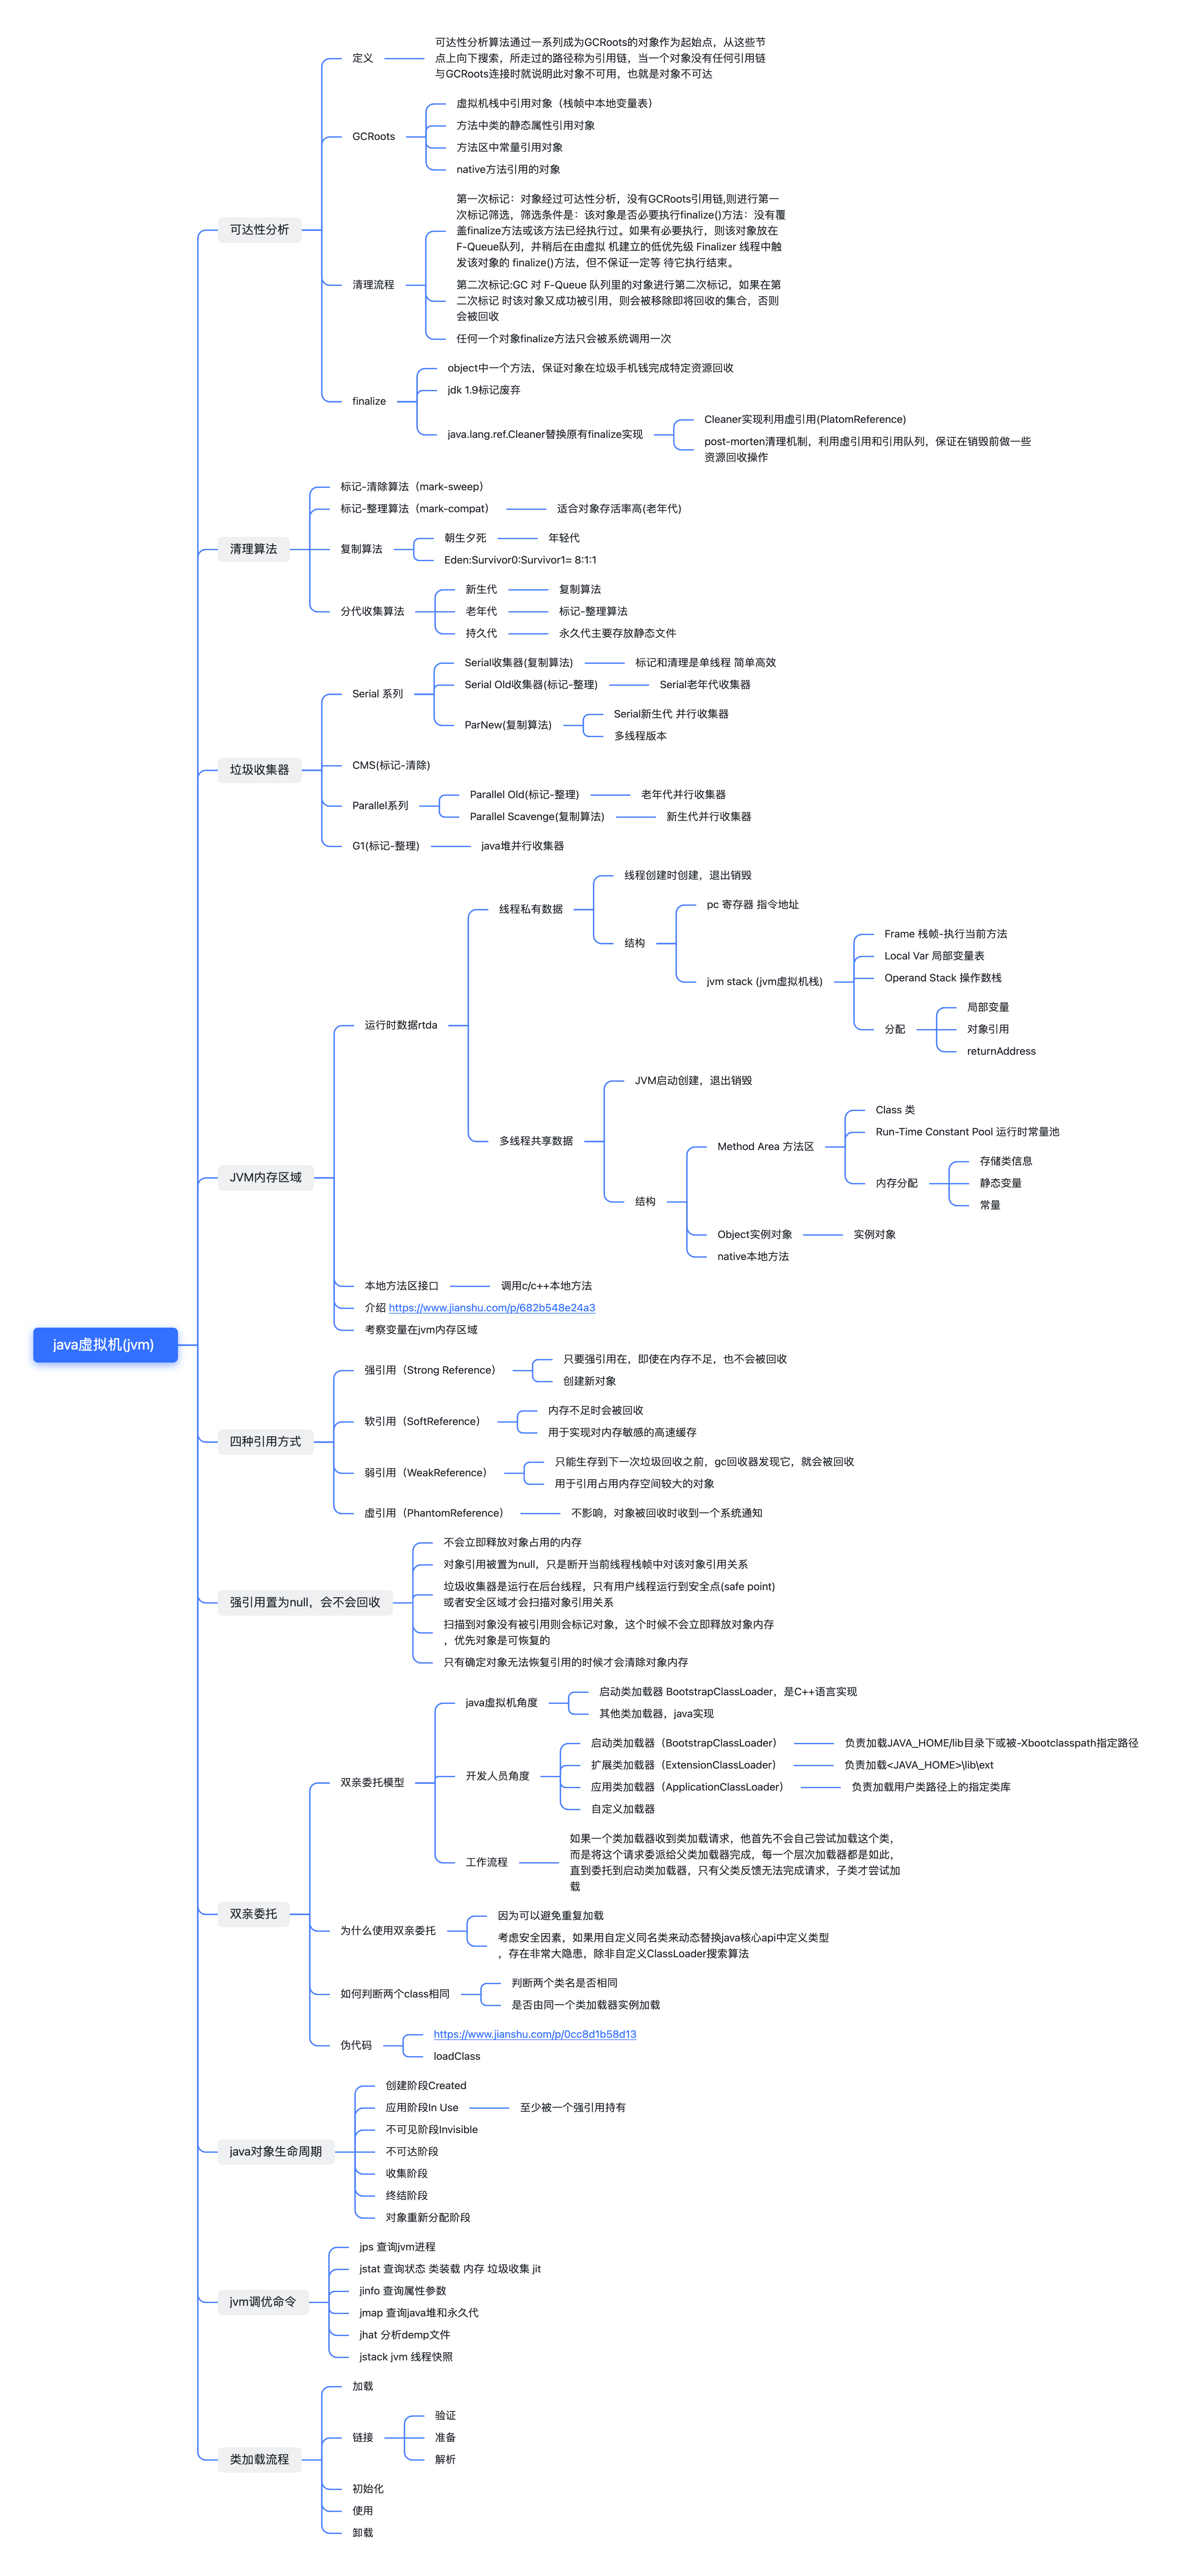 java虚拟机(jvm)
可达性分析
定义
可达性分析算法通过一系列成为GCRoots的对象作为起始点，从这些节
点上向下搜索，所走过的路径称为引用链，当一个对象没有任何引用链
与GCRoots连接时就说明此对象不可用，也就是对象不可达
GCRoots
虚拟机栈中引用对象（栈帧中本地变量表）
方法中类的静态属性引用对象
方法区中常量引用对象
native方法引用的对象
清理流程
第一次标记：对象经过可达性分析，没有GCRoots引用链,则进行第一
次标记筛选，筛选条件是：该对象是否必要执行finalize()方法：没有覆
盖finalize方法或该方法已经执行过。如果有必要执行，则该对象放在
F-Queue队列，并稍后在由虚拟 机建立的低优先级 Finalizer 线程中触
发该对象的 finalize()方法，但不保证一定等 待它执行结束。
第二次标记:GC 对 F-Queue 队列里的对象进行第二次标记，如果在第
二次标记 时该对象又成功被引用，则会被移除即将回收的集合，否则
会被回收
任何一个对象finalize方法只会被系统调用一次
finalize
object中一个方法，保证对象在垃圾手机钱完成特定资源回收
jdk 1.9标记废弃
java.lang.ref.Cleaner替换原有finalize实现
Cleaner实现利用虚引用(PlatomReference)
post-morten清理机制，利用虚引用和引用队列，保证在销毁前做一些
资源回收操作
清理算法
标记-清除算法（mark-sweep）
标记-整理算法（mark-compat）
适合对象存活率高(老年代)
复制算法
朝生夕死
年轻代
Eden:Survivor0:Survivor1= 8:1:1
分代收集算法
新生代
复制算法
老年代
标记-整理算法
持久代
永久代主要存放静态文件
垃圾收集器
Serial 系列
Serial收集器(复制算法)
标记和清理是单线程 简单高效
Serial Old收集器(标记-整理)
Serial老年代收集器
ParNew(复制算法)
Serial新生代 并行收集器
多线程版本
CMS(标记-清除)
Parallel系列
Parallel Old(标记-整理)
老年代并行收集器
Parallel Scavenge(复制算法)
新生代并行收集器
G1(标记-整理)
java堆并行收集器
JVM内存区域
运行时数据rtda
线程私有数据
线程创建时创建，退出销毁
结构
pc 寄存器 指令地址
jvm stack (jvm虚拟机栈)
Frame 栈帧-执行当前方法
Local Var 局部变量表
Operand Stack 操作数栈
分配
局部变量
对象引用
returnAddress
多线程共享数据
JVM启动创建，退出销毁
结构
Method Area 方法区
Class 类
Run-Time Constant Pool 运行时常量池
内存分配
存储类信息
静态变量
常量
Object实例对象
实例对象
native本地方法
本地方法区接口
调用c/c++本地方法
介绍 https://www.jianshu.com/p/682b548e24a3
考察变量在jvm内存区域
四种引用方式
强引用（Strong Reference）
只要强引用在，即使在内存不足，也不会被回收
创建新对象
软引用（SoftReference）
内存不足时会被回收
用于实现对内存敏感的高速缓存
弱引用（WeakReference）
只能生存到下一次垃圾回收之前，gc回收器发现它，就会被回收
用于引用占用内存空间较大的对象
虚引用（PhantomReference）
不影响，对象被回收时收到一个系统通知
强引用置为null，会不会回收
不会立即释放对象占用的内存
对象引用被置为null，只是断开当前线程栈帧中对该对象引用关系
垃圾收集器是运行在后台线程，只有用户线程运行到安全点(safe point)
或者安全区域才会扫描对象引用关系
扫描到对象没有被引用则会标记对象，这个时候不会立即释放对象内存
，优先对象是可恢复的
只有确定对象无法恢复引用的时候才会清除对象内存
双亲委托
双亲委托模型
java虚拟机角度
启动类加载器 BootstrapClassLoader，是C++语言实现
其他类加载器，java实现
开发人员角度
启动类加载器（BootstrapClassLoader）
负责加载JAVA_HOME/lib目录下或被-Xbootclasspath指定路径
扩展类加载器（ExtensionClassLoader）
负责加载<JAVA_HOME>\lib\ext
应用类加载器（ApplicationClassLoader）
负责加载用户类路径上的指定类库
自定义加载器
工作流程
如果一个类加载器收到类加载请求，他首先不会自己尝试加载这个类，
而是将这个请求委派给父类加载器完成，每一个层次加载器都是如此，
直到委托到启动类加载器，只有父类反馈无法完成请求，子类才尝试加
载
为什么使用双亲委托
因为可以避免重复加载
考虑安全因素，如果用自定义同名类来动态替换java核心api中定义类型
，存在非常大隐患，除非自定义ClassLoader搜索算法
如何判断两个class相同
判断两个类名是否相同
是否由同一个类加载器实例加载
伪代码
https://www.jianshu.com/p/0cc8d1b58d13
loadClass
java对象生命周期
创建阶段Created
应用阶段In Use
至少被一个强引用持有
不可见阶段Invisible
不可达阶段
收集阶段
终结阶段
对象重新分配阶段
jvm调优命令
jps 查询jvm进程
jstat 查询状态 类装载 内存 垃圾收集 jit
jinfo 查询属性参数
jmap 查询java堆和永久代
jhat 分析demp文件
jstack jvm 线程快照
类加载流程
加载
链接
验证
准备
解析
初始化
使用
卸载